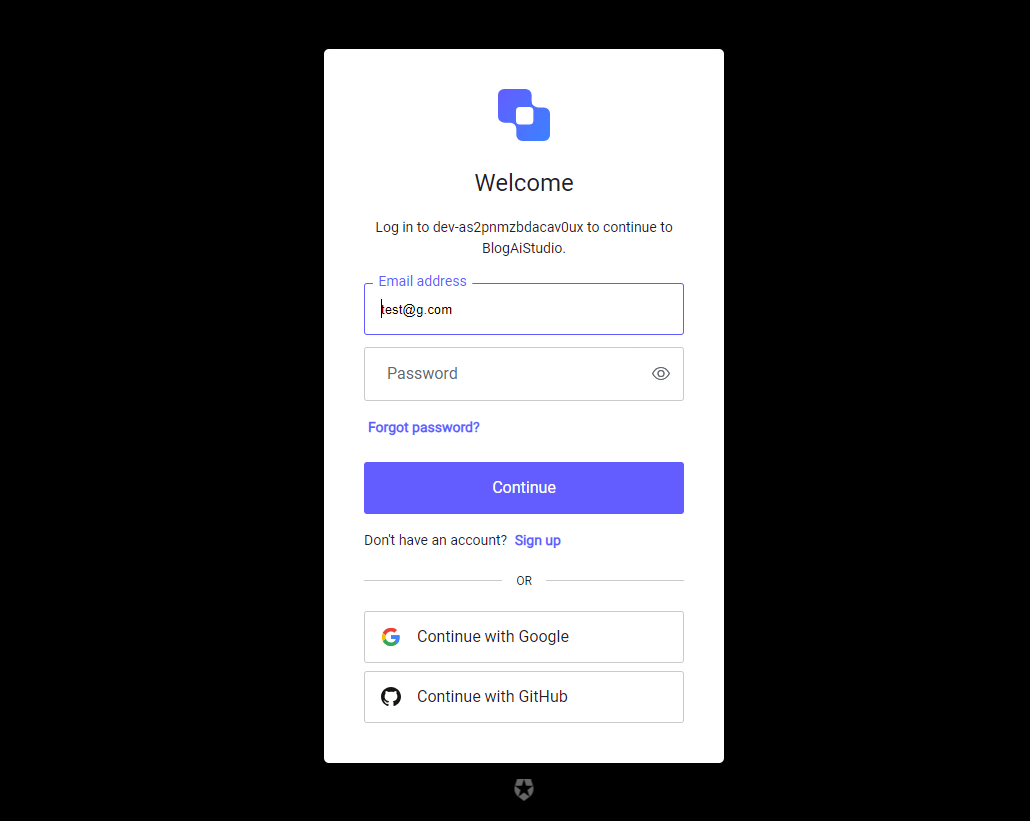 Welcome
Log in to dev-as2pnmzbdacav0ux to continue to
BlogAiStudio.
Email address
test@g.com
Password
Forgot password?
Continue
Don't have an account? Sign up
OR
Continue with Google
Continue with GitHub